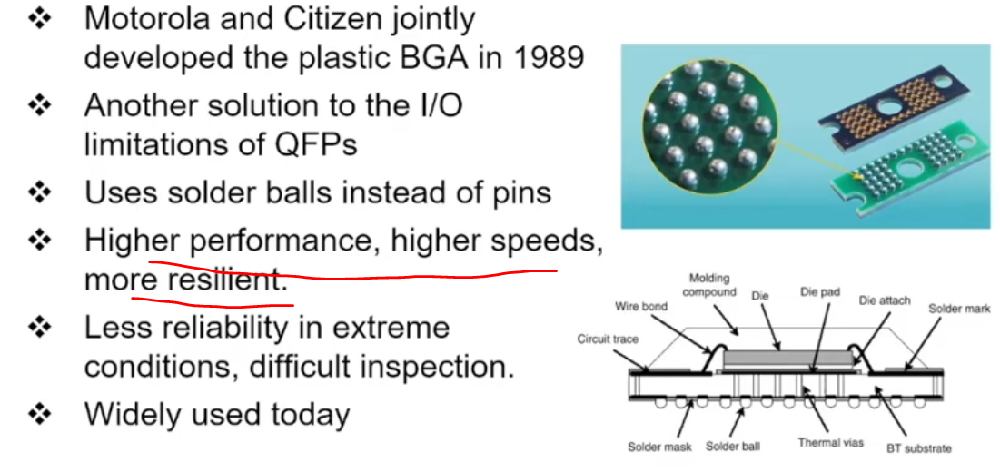 ❖ Motorola and Citizen jointly
developed the plastic BGA in 1989
❖ Another solution to the I/O
limitations of QFPs
❖ Uses solder balls instead of pins
❖ Higher performance, higher speeds,
more resilient.
❖ Less reliability in extreme
conditions, difficult inspection.
❖ Widely used today
Molding
compound
Wire bond
Die
Die pad
Die attach
Solder mark
Circuit trace
Solder mask
Solder ball
Thermal vias
BT substrate